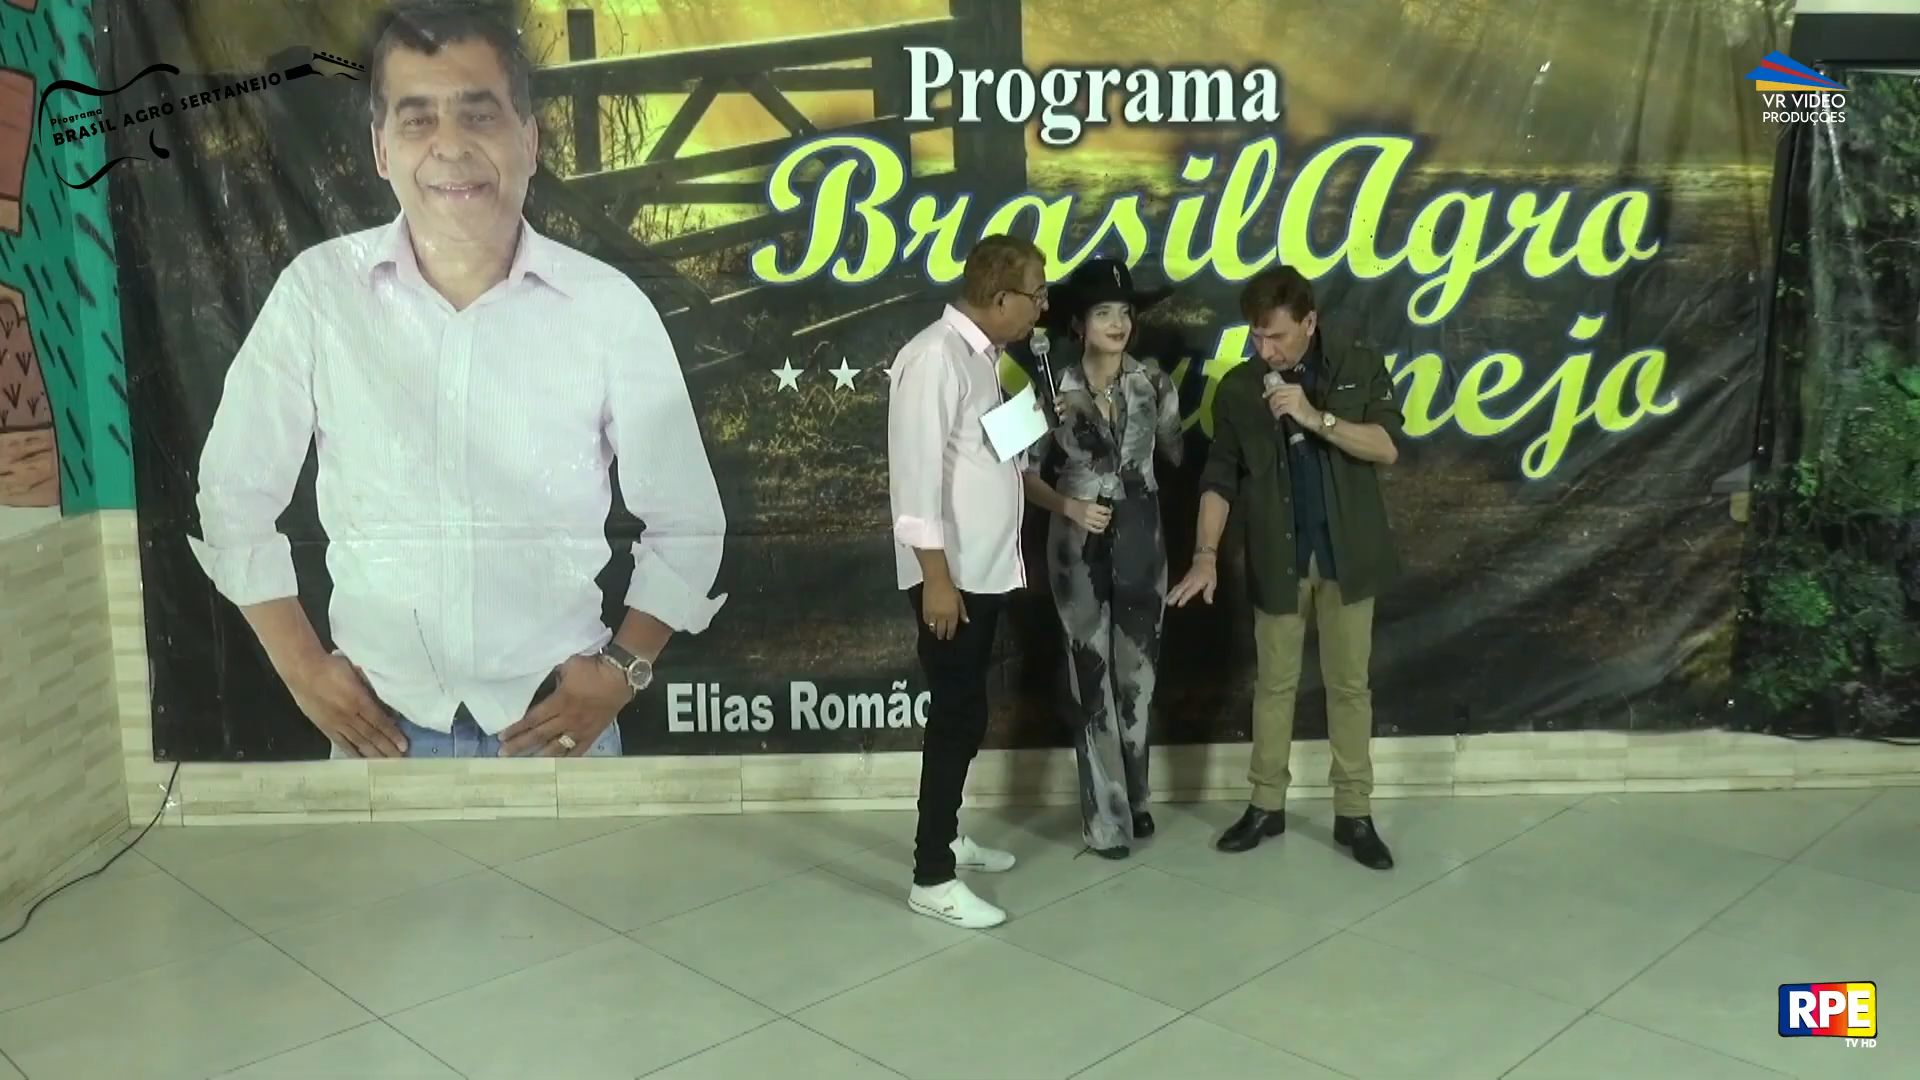 Programa
BRASIL AGRO SERTANEJO
Programa
BrasilAgro
nejo
Elias Romão
VR VIDEO
PRODUÇÕES
RPE
TV HD